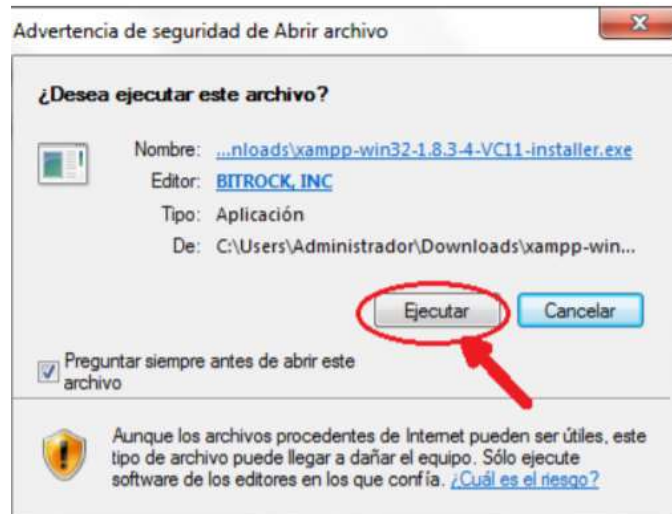 Advertencia de seguridad de Abrir archivo
¿Desea ejecutar este archivo?
Nombre: ...nloads\xampp-win32-1.8.3-4-VC11-installer.exe
Editor: BITROCK, INC
Tipo: Aplicación
De: C:\Users\Administrador\Downloads\xampp-win...
Ejecutar Cancelar
Preguntar siempre antes de abrir este
archivo
Aunque los archivos procedentes de Internet pueden ser útiles, este
tipo de archivo puede llegar a dañar el equipo. Sólo ejecute
software de los editores en los que confía. ¿Cuál es el riesgo?